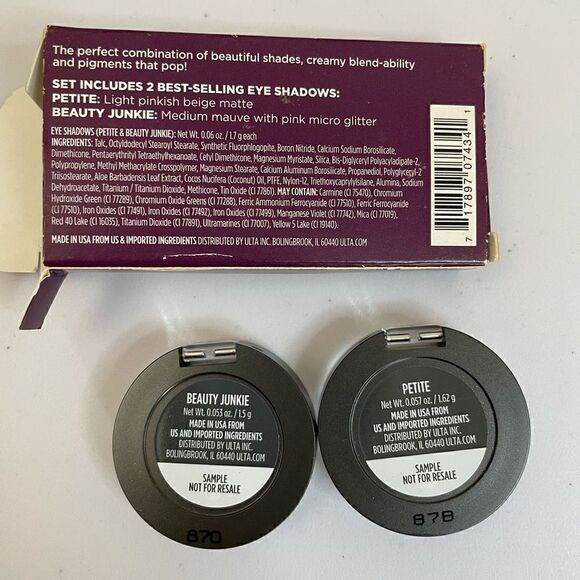 The perfect combination of beautiful shades, creamy blend-ability
and pigments that pop!
SET INCLUDES 2 BEST-SELLING EYE SHADOWS:
PETITE: Light pinkish beige matte
BEAUTY JUNKIE: Medium mauve with pink micro glitter
EYE SHADOWS (PETITE & BEAUTY JUNKIE): Net Wt. 0.06 oz. / 1.7 g each
INGREDIENTS: Talc, Octyldodecyl Stearoyl Stearate, Synthetic Fluorphlogopite, Boron Nitride, Calcium Sodium Borosilicate,
Dimethicone, Pentaerythrityl Tetraethylhexanoate, Cetyl Dimethicone, Magnesium Myristate, Silica, Bis-Diglyceryl Polyacyladipate-2,
Polypropylene, Methyl Methacrylate Crosspolymer, Magnesium Stearate, Calcium Aluminum Borosilicate, Propanediol, Polyglyceryl-2
Triisostearate, Aloe Barbadensis Leaf Extract, Cocos Nucifera (Coconut) Oil, PTFE, Nylon-12, Triethoxycaprylylsilane, Alumina, Sodium
Dehydroacetate, Titanium / Titanium Dioxide, Methicone, Tin Oxide (CI 77861). MAY CONTAIN: Carmine (CI 75470), Chromium
Hydroxide Green (CI 77289), Chromium Oxide Greens (CI 77288), Ferric Ammonium Ferrocyanide (CI 77510), Ferric Ferrocyanide
(CI 77510), Iron Oxides (CI 77491), Iron Oxides (CI 77492), Iron Oxides (CI 77499), Manganese Violet (CI 77742), Mica (CI 77019),
Red 40 Lake (CI 16035), Titanium Dioxide (CI 77891), Ultramarines (CI 77007), Yellow 5 Lake (CI 19140).
MADE IN USA FROM US & IMPORTED INGREDIENTS DISTRIBUTED BY ULTA INC. BOLINGBROOK, IL 60440 ULTA.COM
7 17897 07434 1
BEAUTY JUNKIE
Net Wt. 0.053 oz. / 1.5 g
MADE IN USA FROM
US AND IMPORTED INGREDIENTS
DISTRIBUTED BY ULTA INC.
BOLINGBROOK, IL 60440 ULTA.COM
SAMPLE
NOT FOR RESALE
870
PETITE
Net Wt. 0.057 oz. / 1.62 g
MADE IN USA FROM
US AND IMPORTED INGREDIENTS
DISTRIBUTED BY ULTA INC.
BOLINGBROOK, IL 60440 ULTA.COM
SAMPLE
NOT FOR RESALE
87B